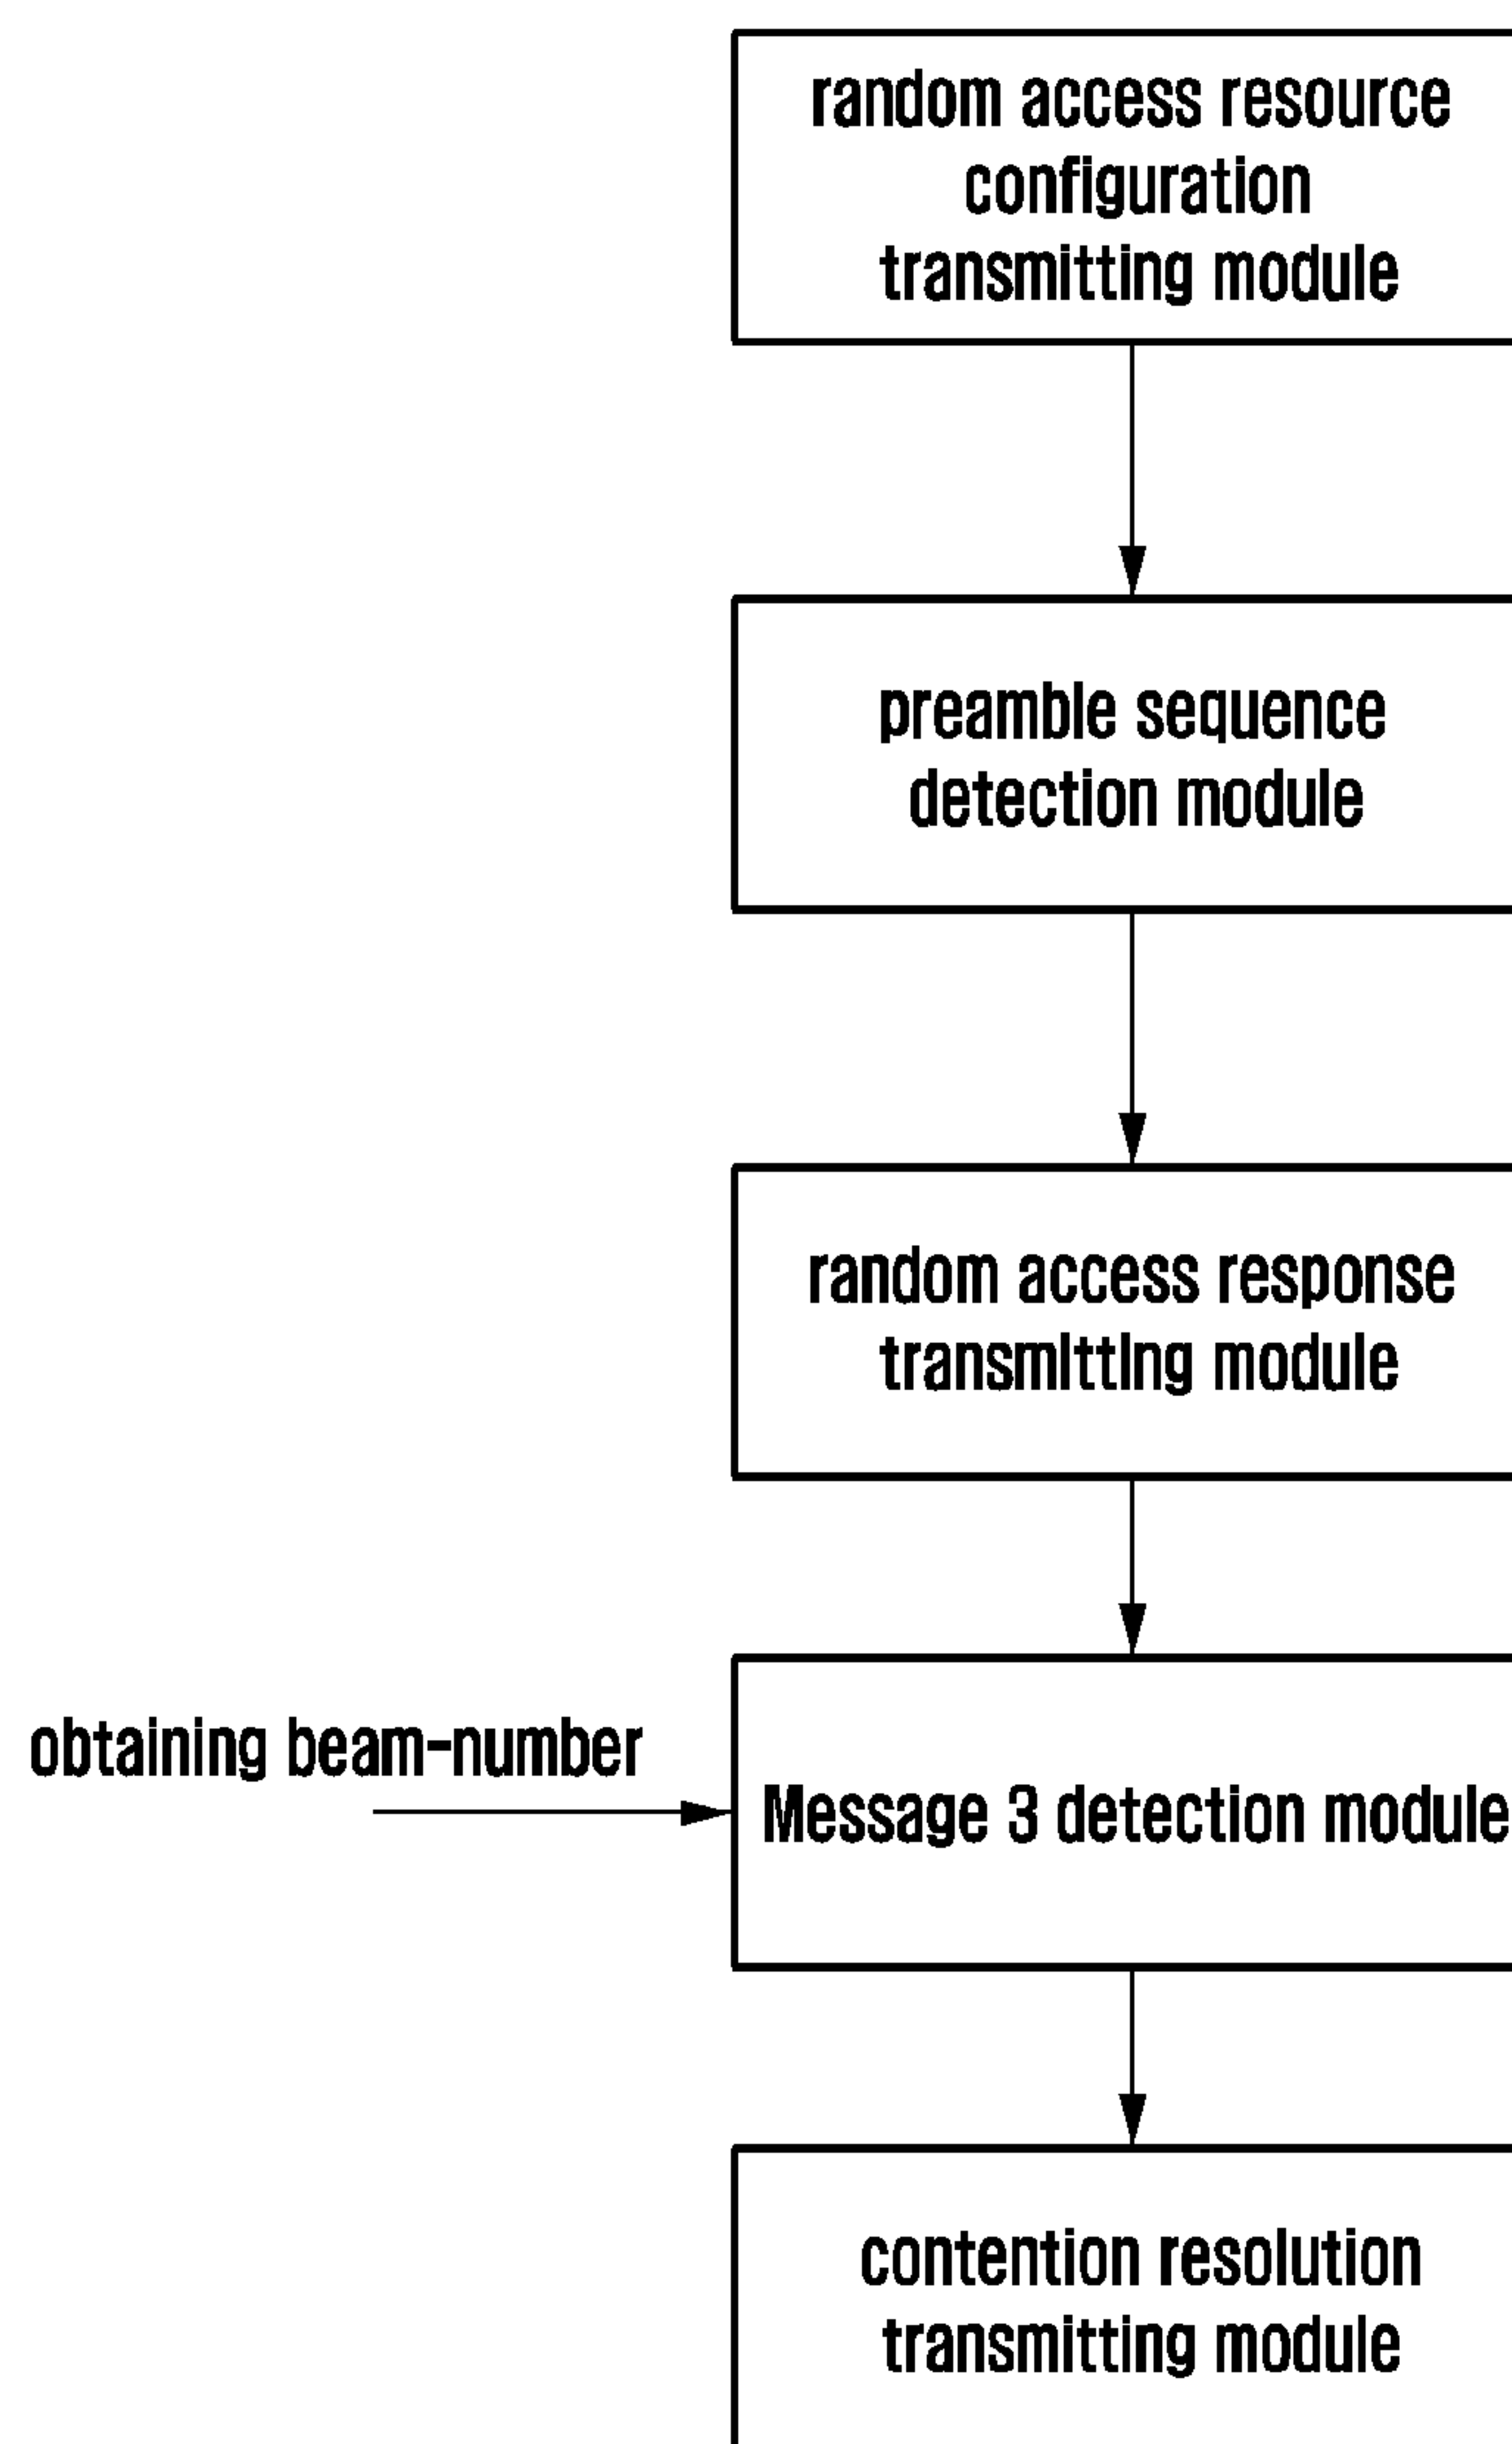 random access resource
configuration
transmitting module
preamble sequence
detection module
random access response
transmitting module
obtaining beam-number
Message 3 detection module
contention resolution
transmitting module